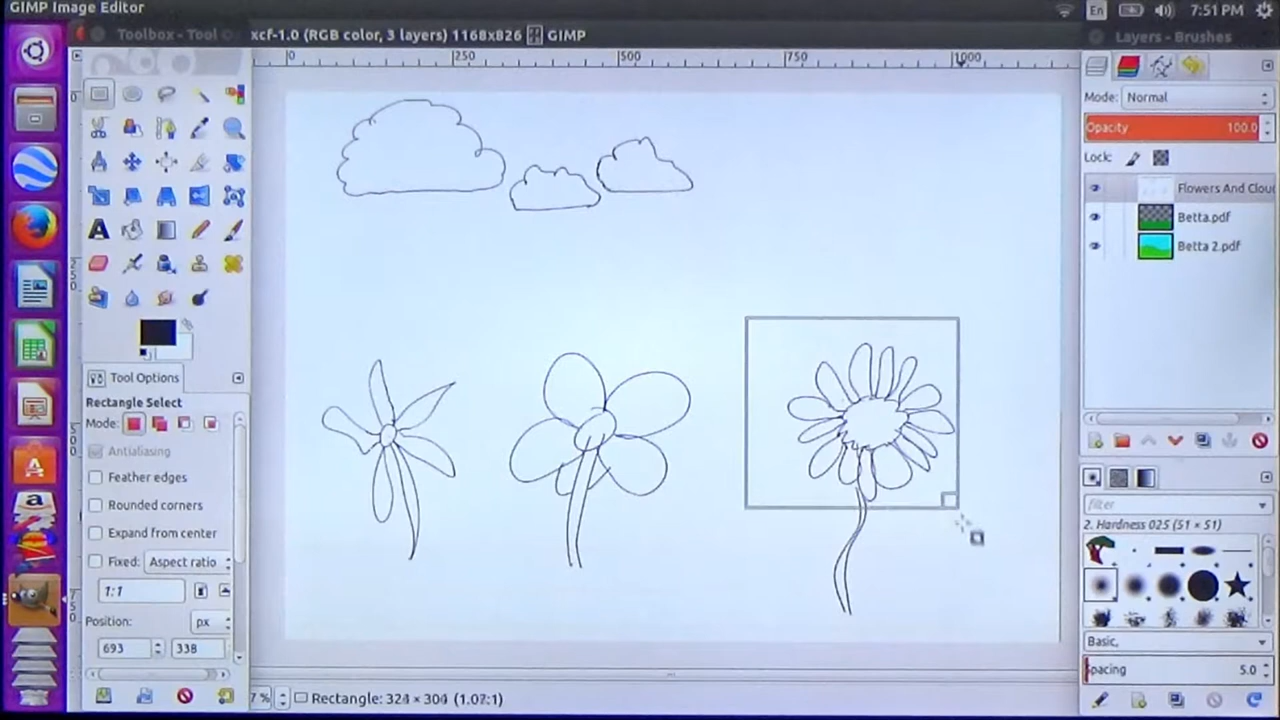 GIMP Image Editor
En
7:51 PM
Toolbox - Tool O
xcf-1.0 (RGB color, 3 layers) 1168x826
GIMP
Layers - Brushes
0
250
500
750
1000
Mode: Normal
Opacity 100.0
Lock:
Flowers And Clou
Betta.pdf
Betta 2.pdf
Tool Options
Rectangle Select
Mode:
Antialiasing
Feather edges
Rounded corners
Expand from center
Fixed: Aspect ratio
1:1
Position: px
693 338
7 %
Rectangle: 324 × 304 (1.07:1)
filter
2. Hardness 025 (51 × 51)
Basic,
Spacing 5.0